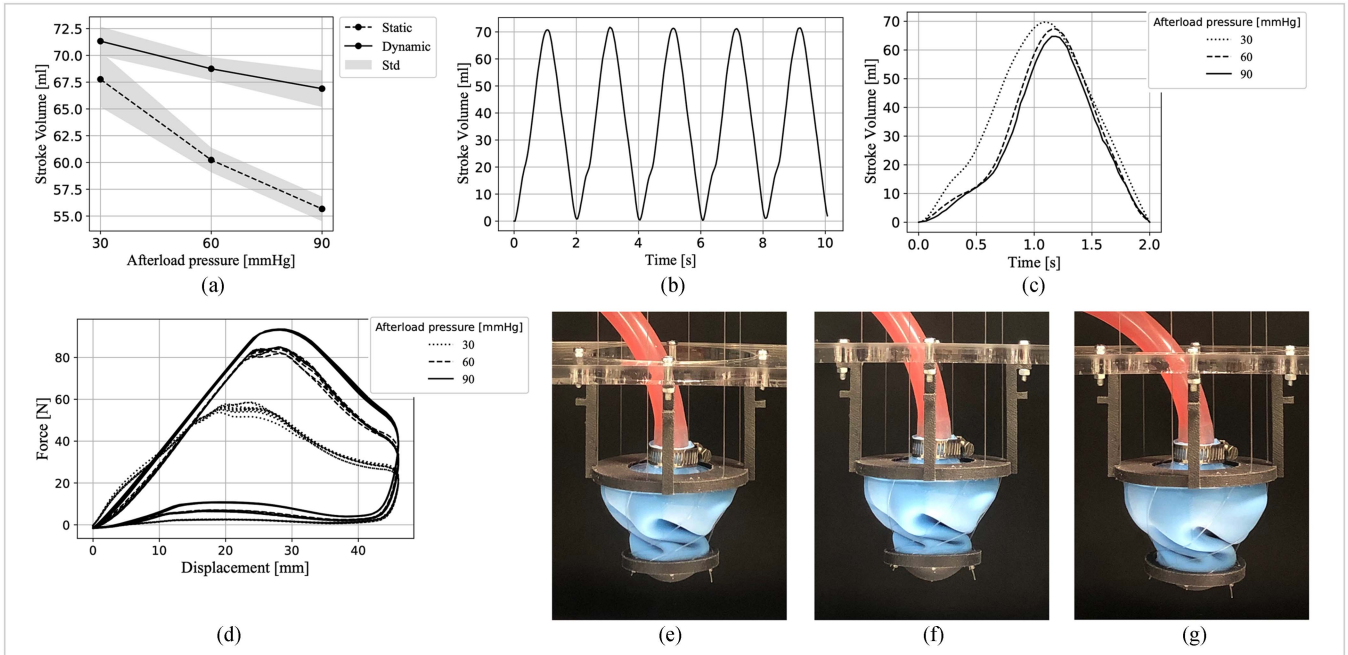 72.5
70.0
67.5
65.0
62.5
60.0
57.5
55.0
30 60 90
Stroke Volume [ml]
Afterload pressure [mmHg]
Static
Dynamic
Std
(a)
70
60
50
40
30
20
10
0
0 2 4 6 8 10
Stroke Volume [ml]
Time [s]
(b)
70
60
50
40
30
20
10
0
0.0 0.5 1.0 1.5 2.0
Stroke Volume [ml]
Time [s]
Afterload pressure [mmHg]
30
60
90
(c)
80
60
40
20
0
0 10 20 30 40
Force [N]
Displacement [mm]
Afterload pressure [mmHg]
30
60
90
(d)
(e)
(f)
(g)